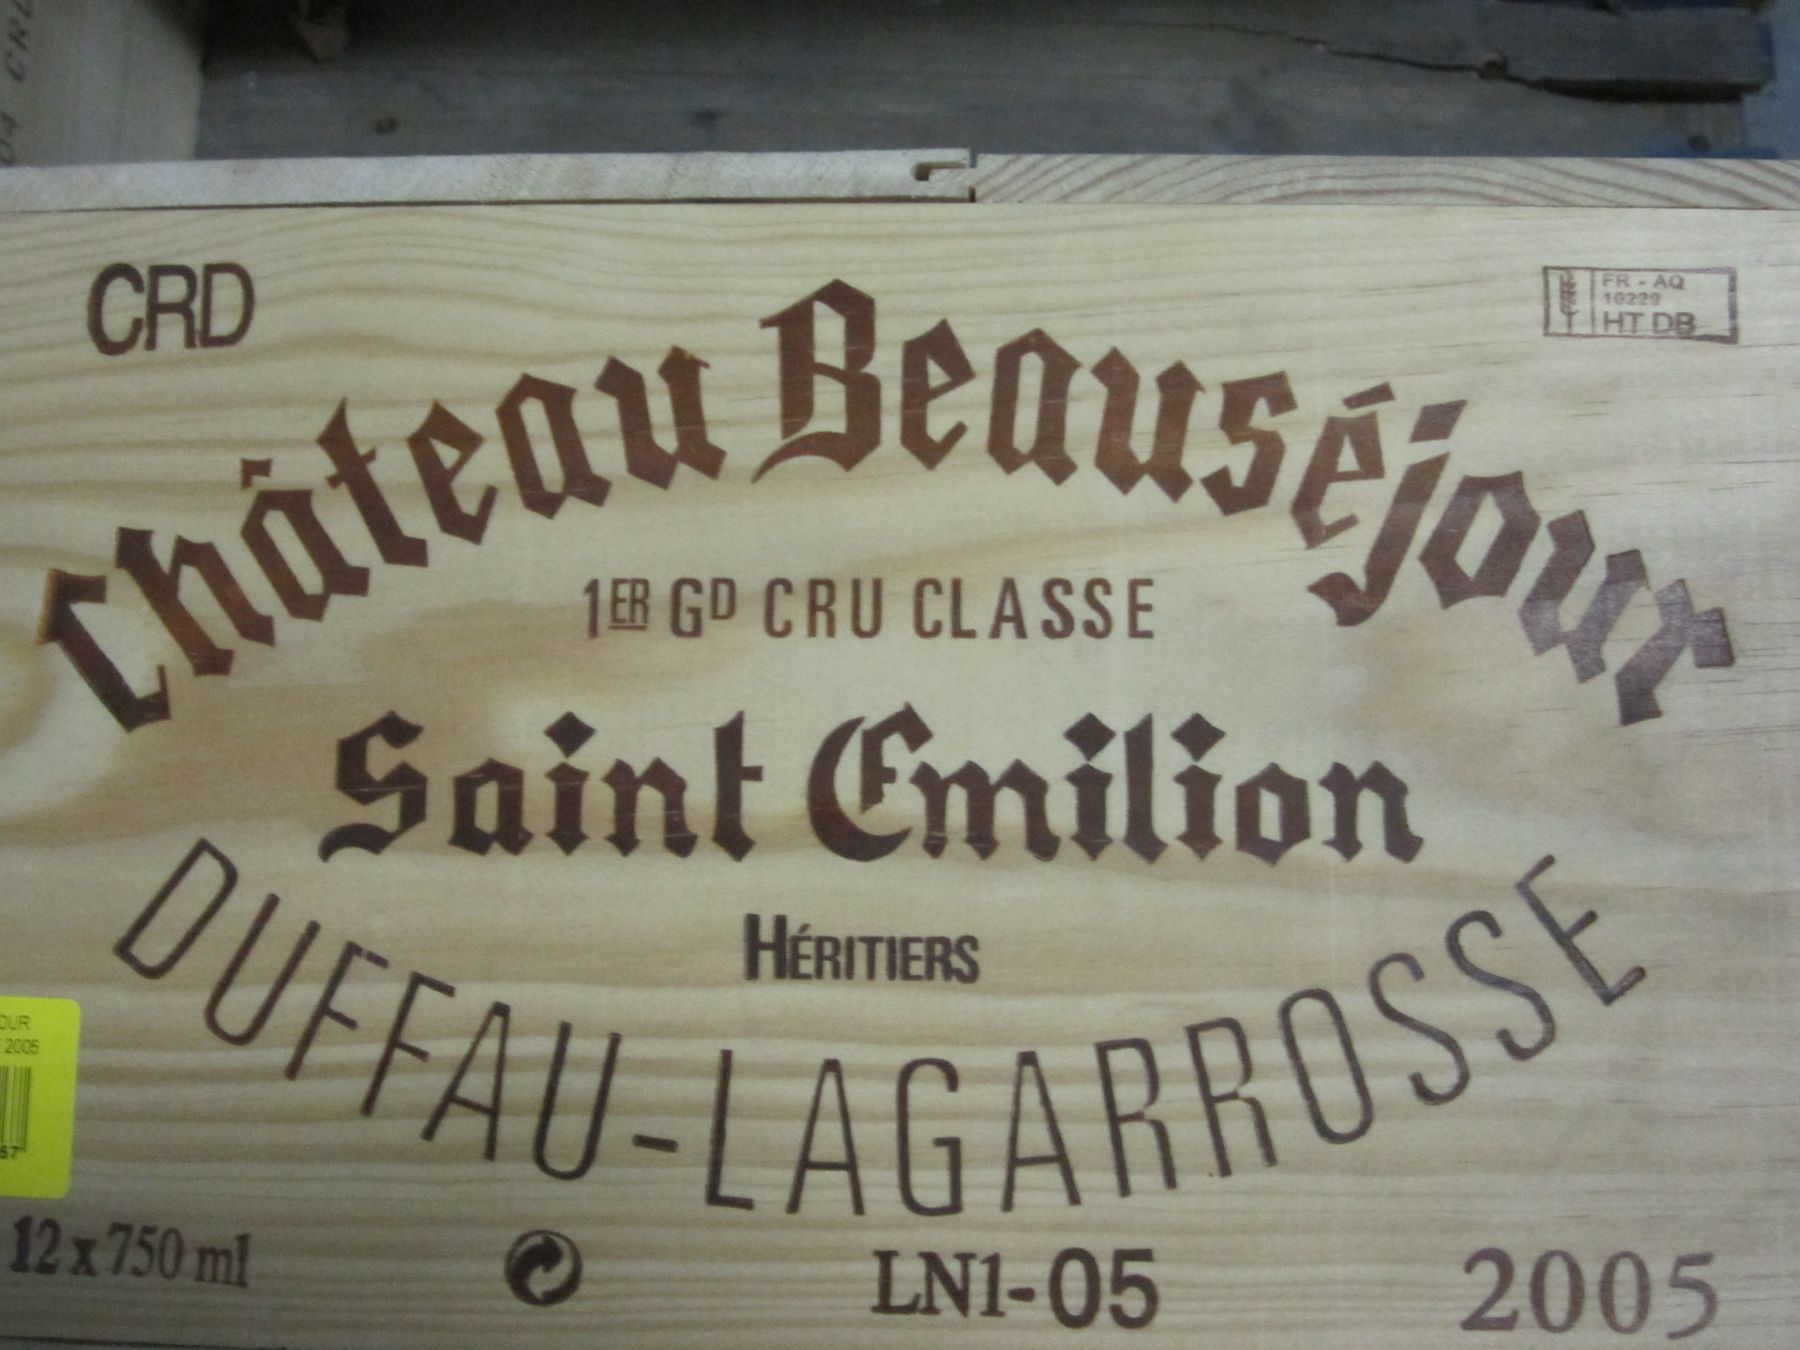 CRD
FR - AQ
10229
HT DB
Château Beauséjour
1ER GD CRU CLASSE
Saint Emilion
HÉRITIERS
DUFFAU-LAGARROSSE
2005
12 x 750 ml
LN1-05
2005